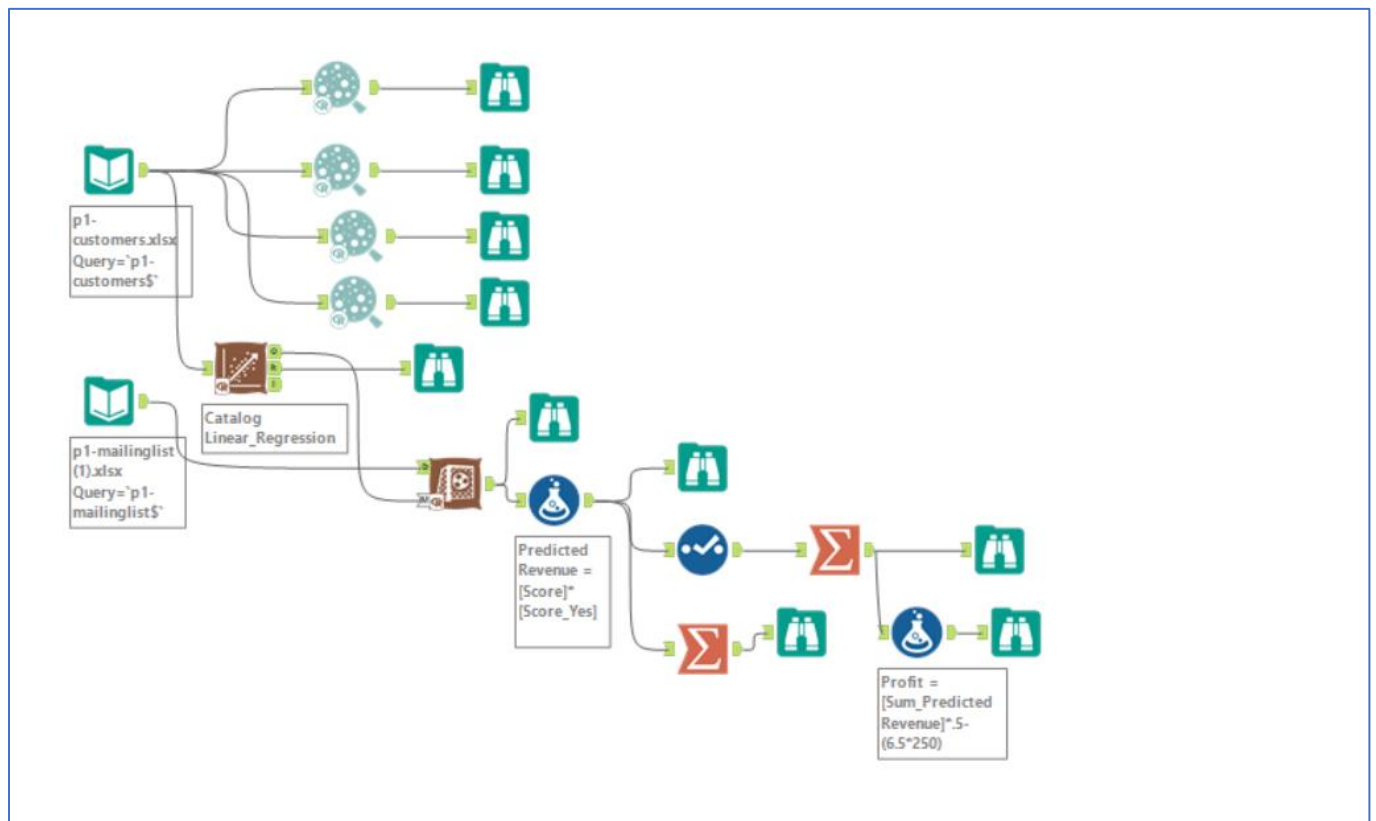 p1-
customers.xlsx
Query=`p1-
customers$`
O
R
I
Catalog
Linear_Regression
p1-mailinglist
(1).xlsx
Query=`p1-
mailinglist$`
D
M
Predicted
Revenue =
[Score]*
[Score_Yes]
Profit =
[Sum_Predicted
Revenue]*.5-
(6.5*250)